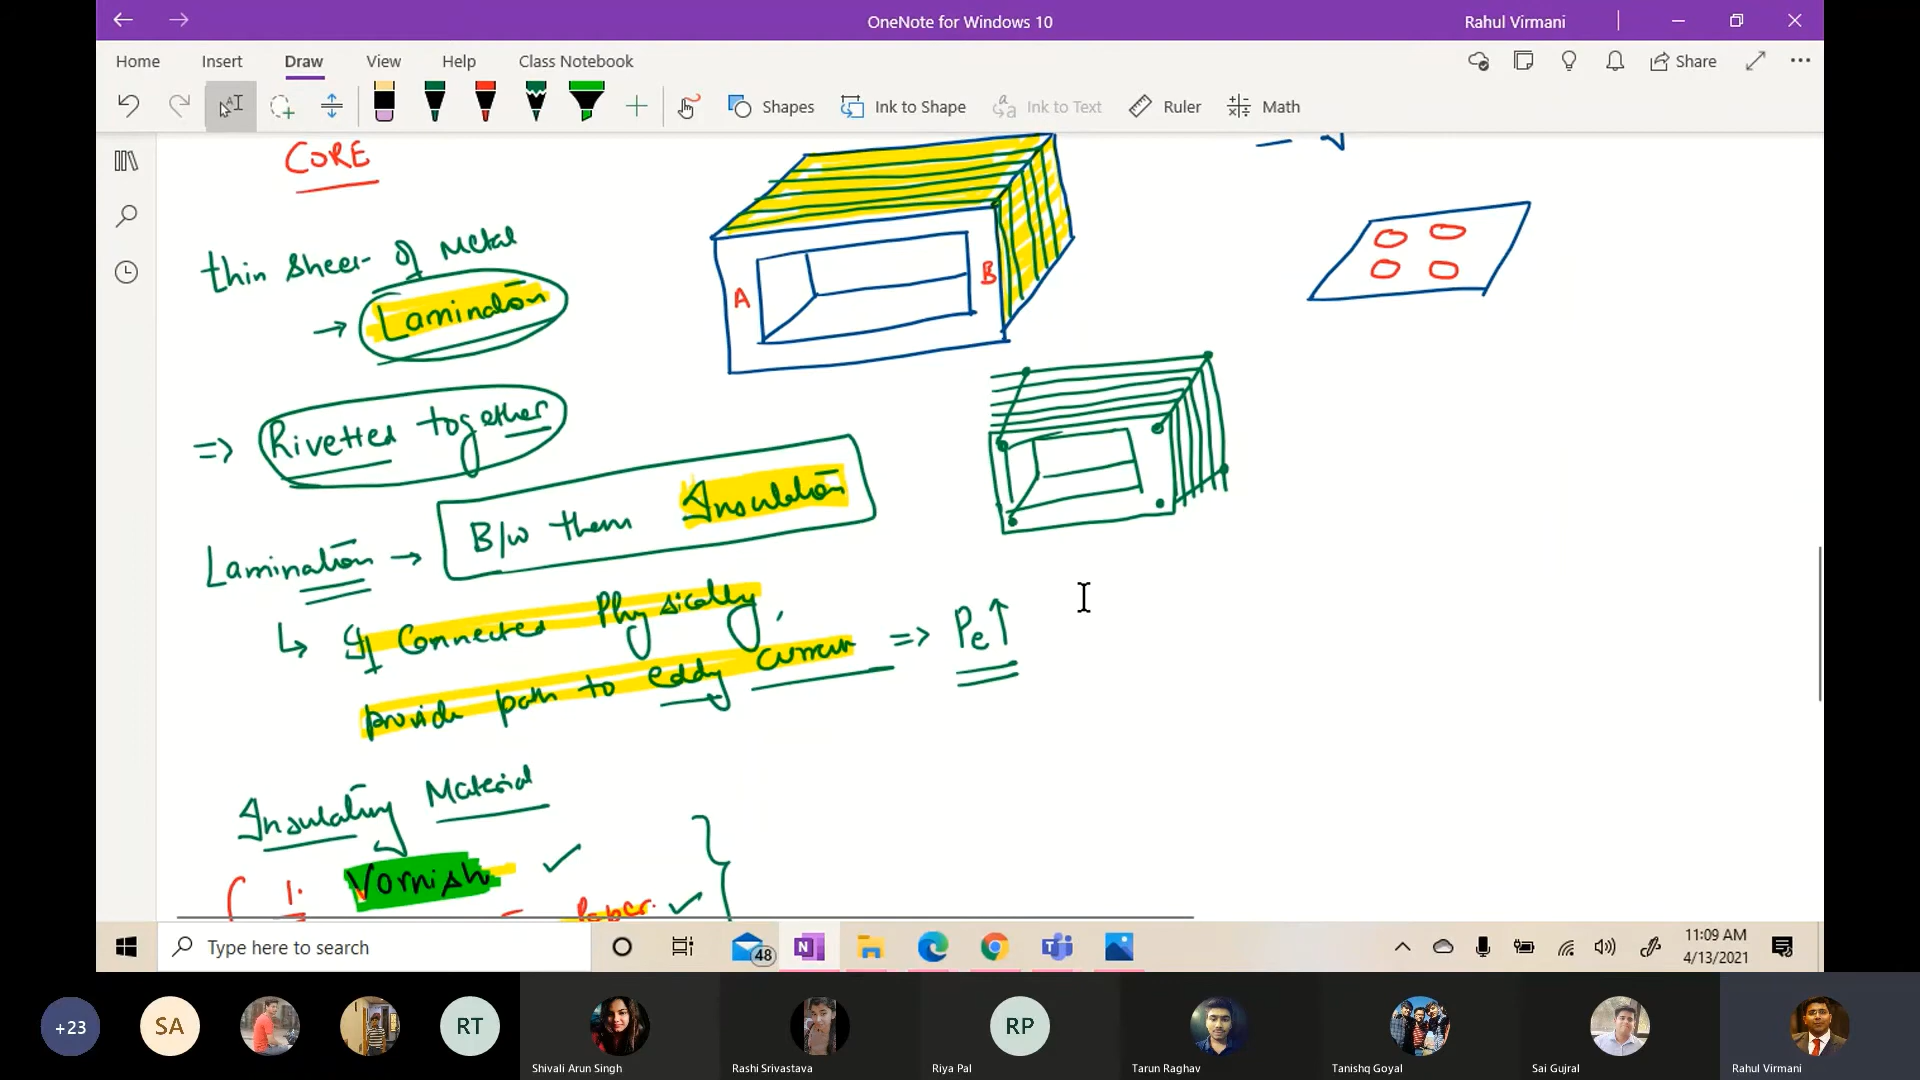 OneNote for Windows 10
Rahul Virmani
Home Insert Draw View Help Class Notebook
Share
Shapes Ink to Shape Ink to Text Ruler Math
CORE
thin Sheet of Metal
→ Lamination
A B
=> Rivetted together
Lamination → B/w them Insulation
↳ If Connected Physically,
provide path to eddy current => Pe↑
Insulating Material
1. Vornish ✓
Paper. ✓
Type here to search
48
11:09 AM
4/13/2021
+23 SA RT RP
Shivali Arun Singh Rashi Srivastava Riya Pal Tarun Raghav Tanishq Goyal Sai Gujral Rahul Virmani